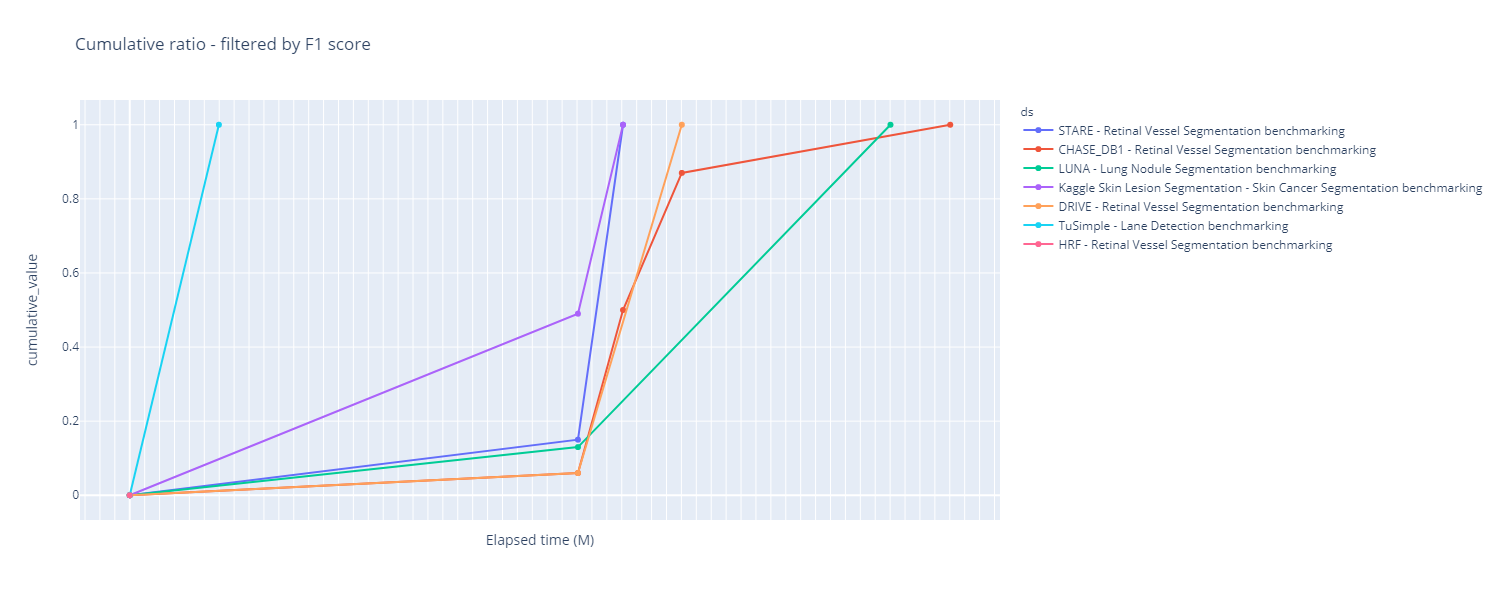 Cumulative ratio - filtered by F1 score
ds
STARE - Retinal Vessel Segmentation benchmarking
CHASE_DB1 - Retinal Vessel Segmentation benchmarking
LUNA - Lung Nodule Segmentation benchmarking
Kaggle Skin Lesion Segmentation - Skin Cancer Segmentation benchmarking
DRIVE - Retinal Vessel Segmentation benchmarking
TuSimple - Lane Detection benchmarking
HRF - Retinal Vessel Segmentation benchmarking
1
0.8
0.6
0.4
0.2
0
cumulative_value
Elapsed time (M)